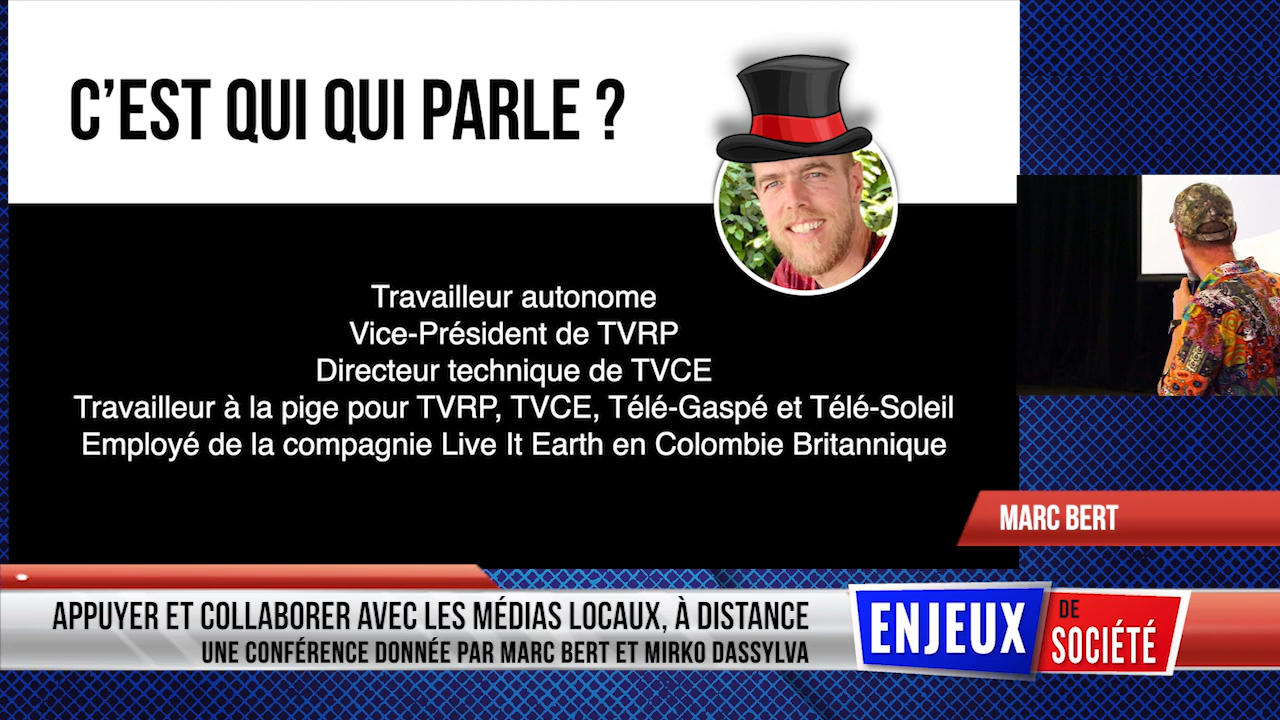 C'EST QUI QUI PARLE ?
Travailleur autonome
Vice-Président de TVRP
Directeur technique de TVCE
Travailleur à la pige pour TVRP, TVCE, Télé-Gaspé et Télé-Soleil
Employé de la compagnie Live It Earth en Colombie Britannique
MARC BERT
APPUYER ET COLLABORER AVEC LES MÉDIAS LOCAUX, À DISTANCE
UNE CONFÉRENCE DONNÉE PAR MARC BERT ET MIRKO DASSYLVA
ENJEUX
DE
SOCIÉTÉ